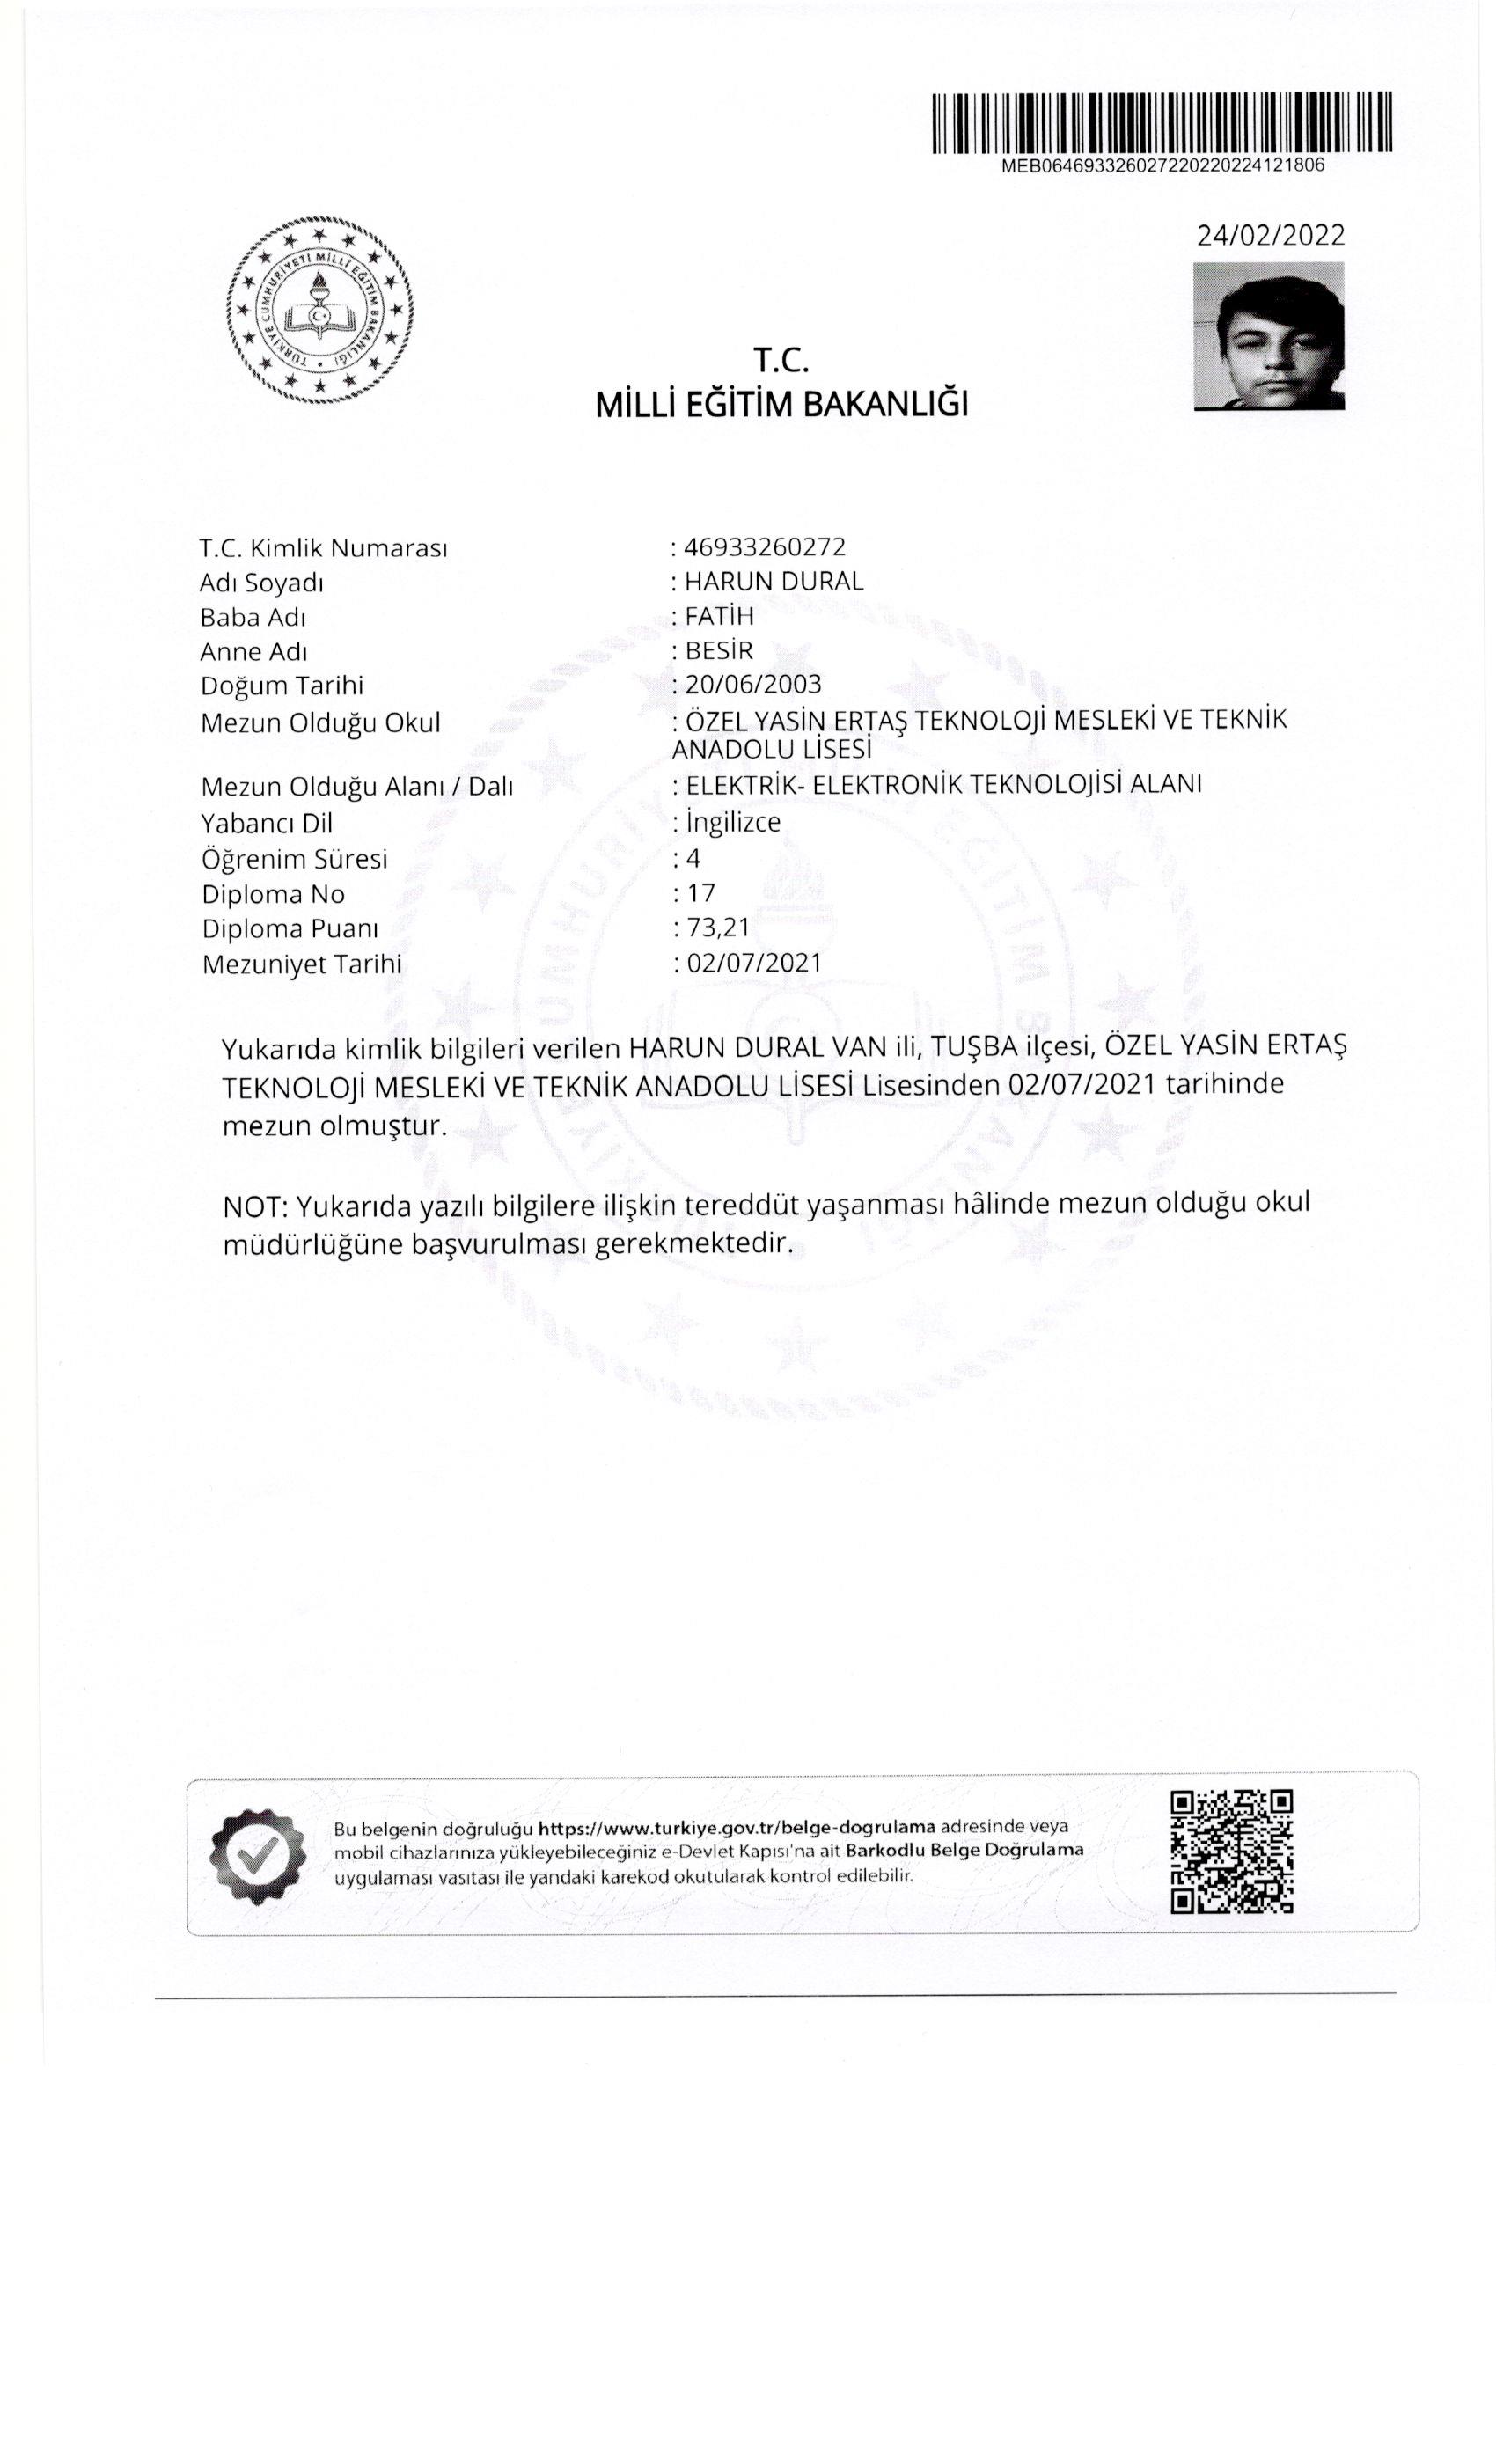 MEB064693326027220220224121806
24/02/2022
TÜRKİYE CUMHURİYETİ MİLLİ EĞİTİM BAKANLIĞI
T.C.
MİLLİ EĞİTİM BAKANLIĞI
T.C. Kimlik Numarası : 46933260272
Adı Soyadı : HARUN DURAL
Baba Adı : FATİH
Anne Adı : BESİR
Doğum Tarihi : 20/06/2003
Mezun Olduğu Okul : ÖZEL YASİN ERTAŞ TEKNOLOJİ MESLEKİ VE TEKNİK
ANADOLU LİSESİ
Mezun Olduğu Alanı / Dalı : ELEKTRİK- ELEKTRONİK TEKNOLOJİSİ ALANI
Yabancı Dil : İngilizce
Öğrenim Süresi : 4
Diploma No : 17
Diploma Puanı : 73,21
Mezuniyet Tarihi : 02/07/2021
Yukarıda kimlik bilgileri verilen HARUN DURAL VAN ili, TUŞBA ilçesi, ÖZEL YASİN ERTAŞ
TEKNOLOJİ MESLEKİ VE TEKNİK ANADOLU LİSESİ Lisesinden 02/07/2021 tarihinde
mezun olmuştur.
NOT: Yukarıda yazılı bilgilere ilişkin tereddüt yaşanması hâlinde mezun olduğu okul
müdürlüğüne başvurulması gerekmektedir.
Bu belgenin doğruluğu https://www.turkiye.gov.tr/belge-dogrulama adresinde veya
mobil cihazlarınıza yükleyebileceğiniz e-Devlet Kapısı'na ait Barkodlu Belge Doğrulama
uygulaması vasıtası ile yandaki karekod okutularak kontrol edilebilir.